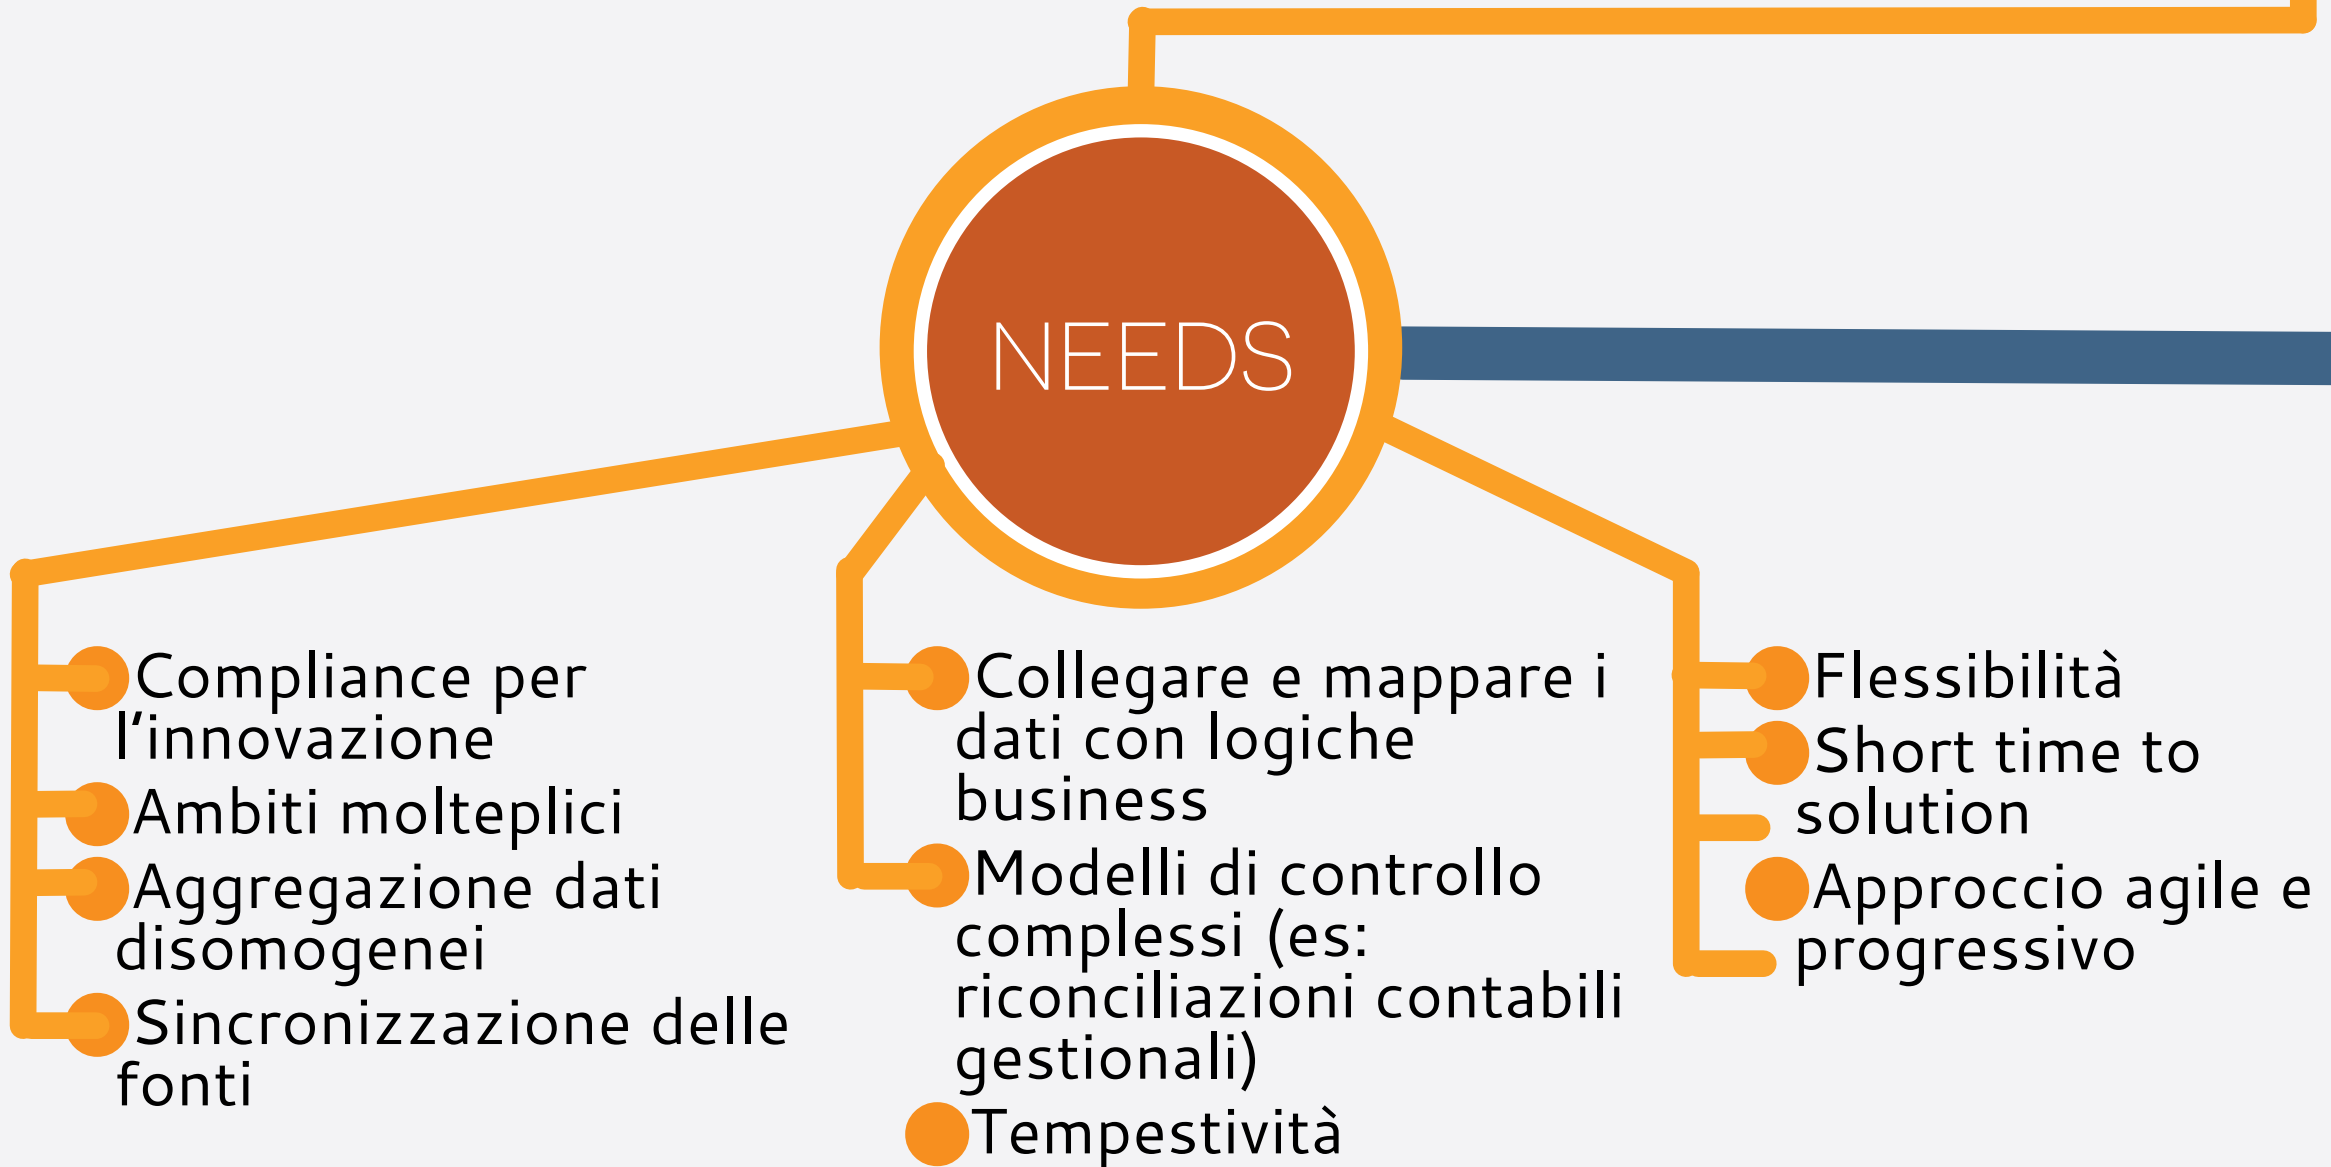 NEEDS
Compliance per
l'innovazione
Ambiti molteplici
Aggregazione dati
disomogenei
Sincronizzazione delle
fonti
Collegare e mappare i
dati con logiche
business
Modelli di controllo
complessi (es:
riconciliazioni contabili
gestionali)
Tempestività
Flessibilità
Short time to
solution
Approccio agile e
progressivo